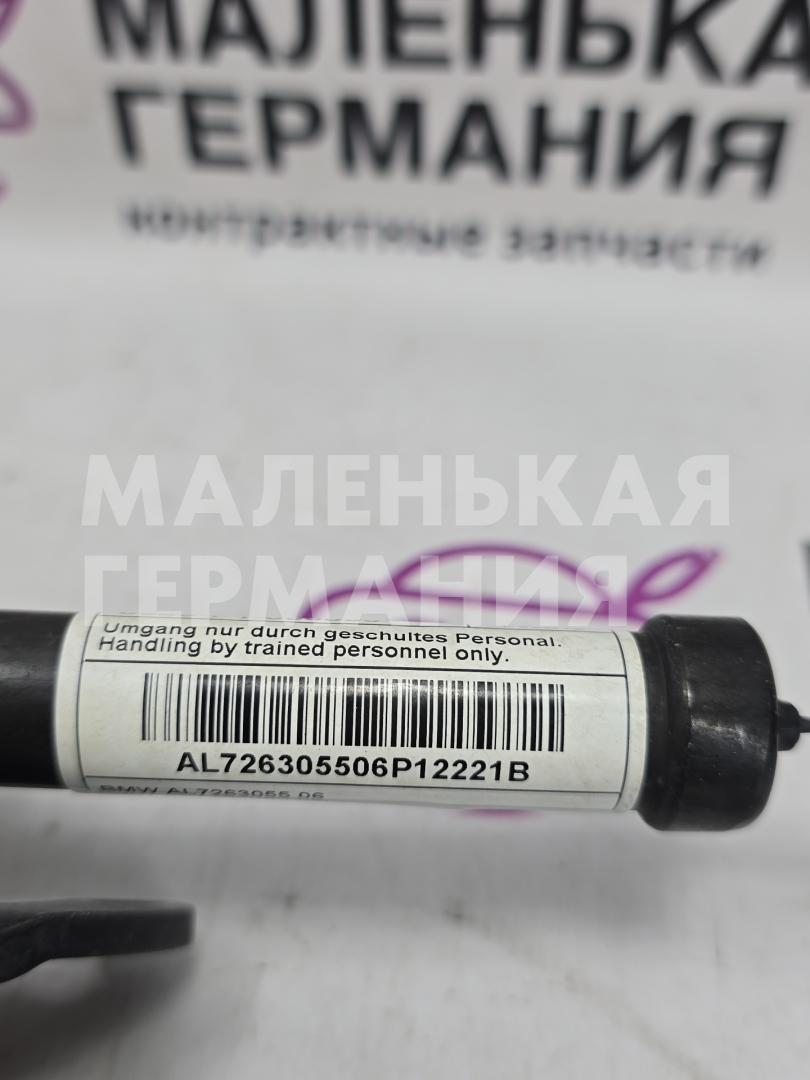 МАЛЕНЬКА
ГЕРМАНИЯ
контрактные запчасти
МАЛЕНЬКАЯ
ГЕРМАНИЯ
Umgang nur durch geschultes Personal.
Handling by trained personnel only.
AL726305506P12221B
BMW AL7263055 06